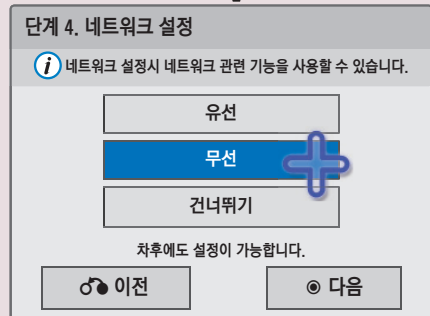 단계 4. 네트워크 설정
네트워크 설정시 네트워크 관련 기능을 사용할 수 있습니다.
유선
무선
건너뛰기
차후에도 설정이 가능합니다.
이전
다음